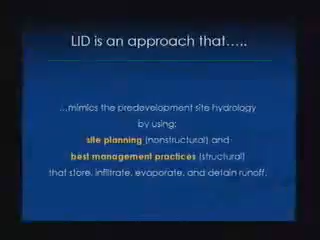 LID is an approach that…..
…mimics the predevelopment site hydrology
by using:
site planning (nonstructural) and
best management practices (structural)
that store, infiltrate, evaporate, and detain runoff.